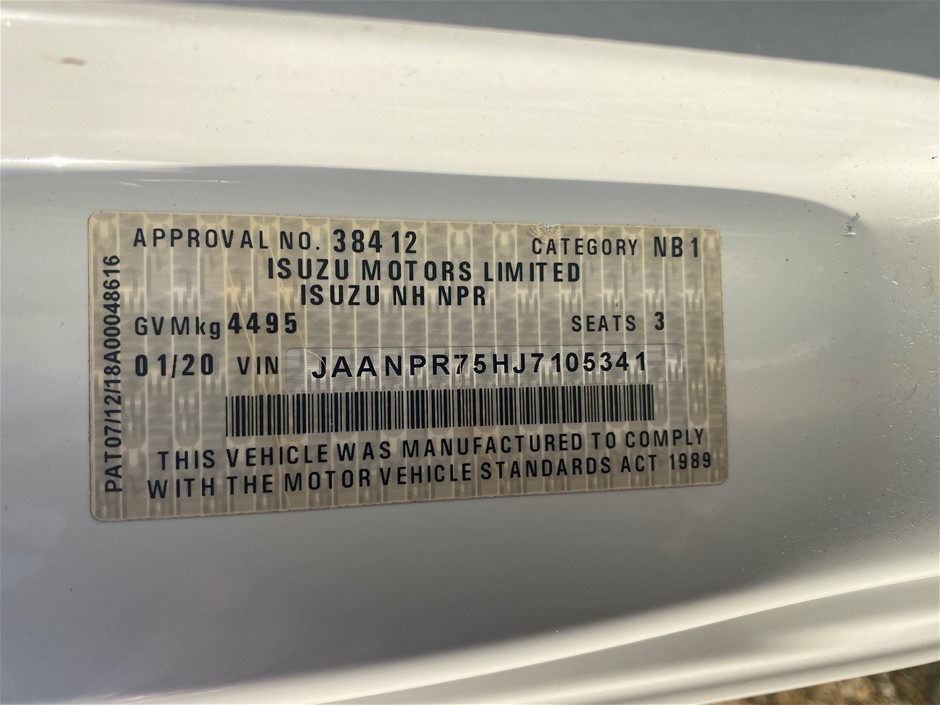 APPROVAL NO. 38412 CATEGORY NB1
ISUZU MOTORS LIMITED
ISUZU NH NPR
GVMkg 4495 SEATS 3
01/20 VIN JAANPR75HJ7105341
THIS VEHICLE WAS MANUFACTURED TO COMPLY
WITH THE MOTOR VEHICLE STANDARDS ACT 1989
PAT07/12/18A00048616